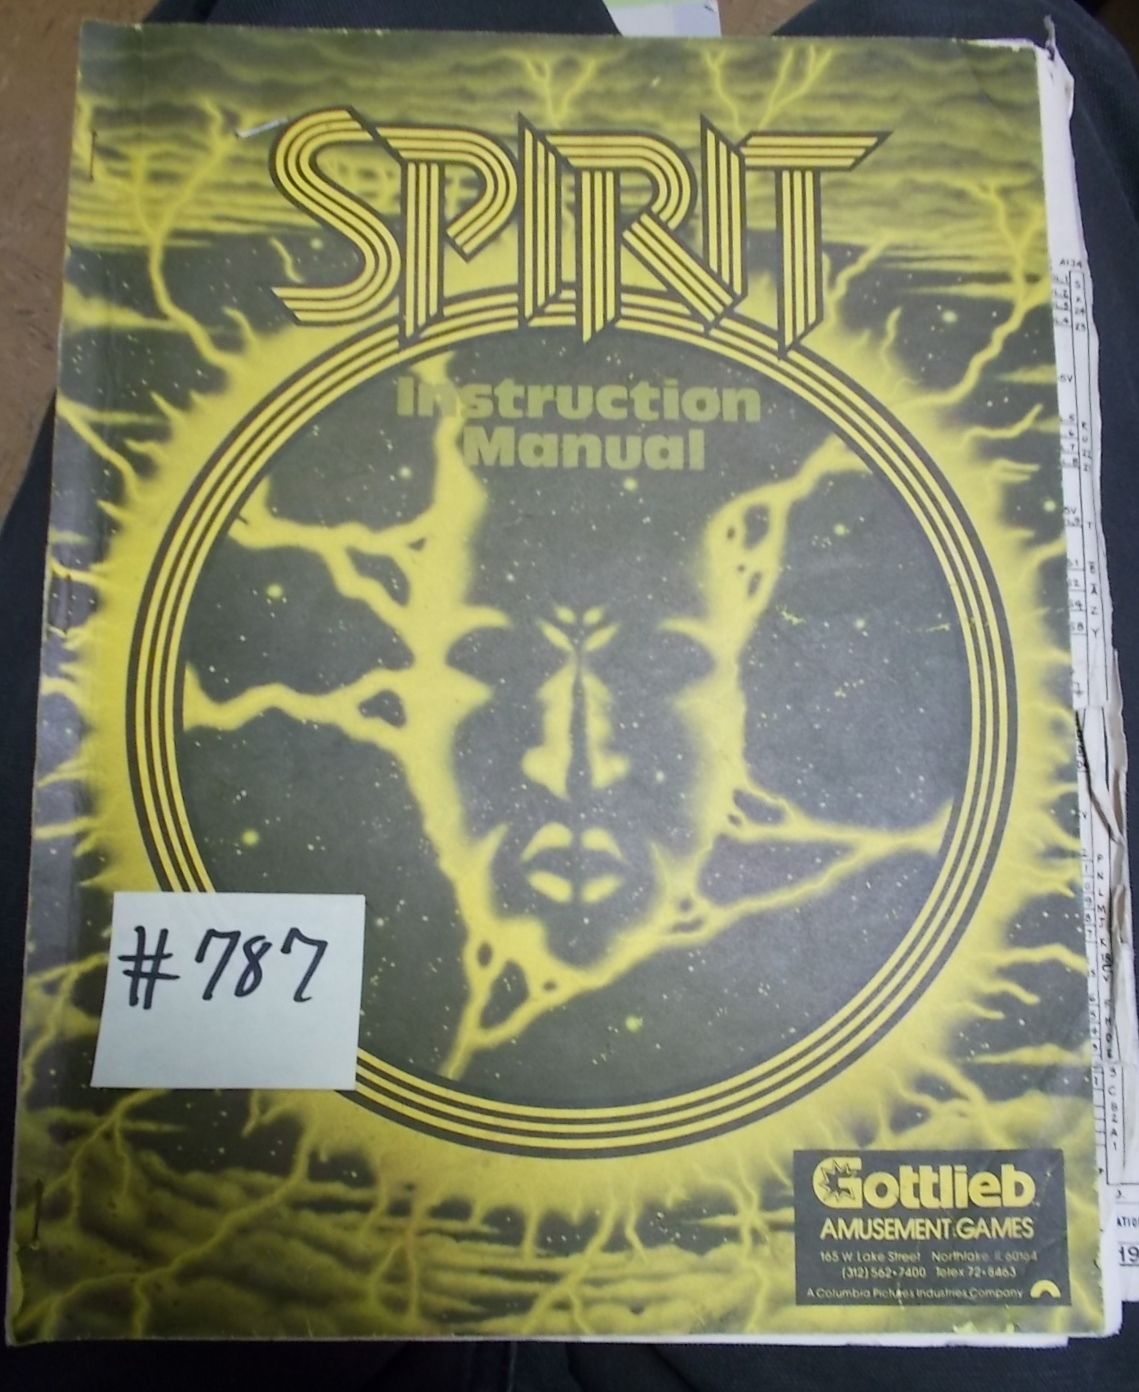 SPIRIT
Instruction
Manual
#787
Gottlieb
AMUSEMENT GAMES
165 W. Lake Street Northlake, IL 60164
(312) 562•7400 Telex 72•8463
A Columbia Pictures Industries Company